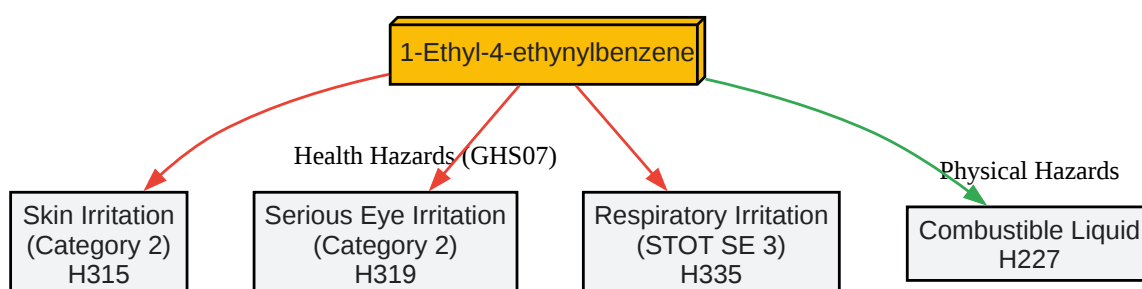 1-Ethyl-4-ethynylbenzene
Health Hazards (GHS07)
Physical Hazards
Skin Irritation
(Category 2)
H315
Serious Eye Irritation
(Category 2)
H319
Respiratory Irritation
(STOT SE 3)
H335
Combustible Liquid
H227